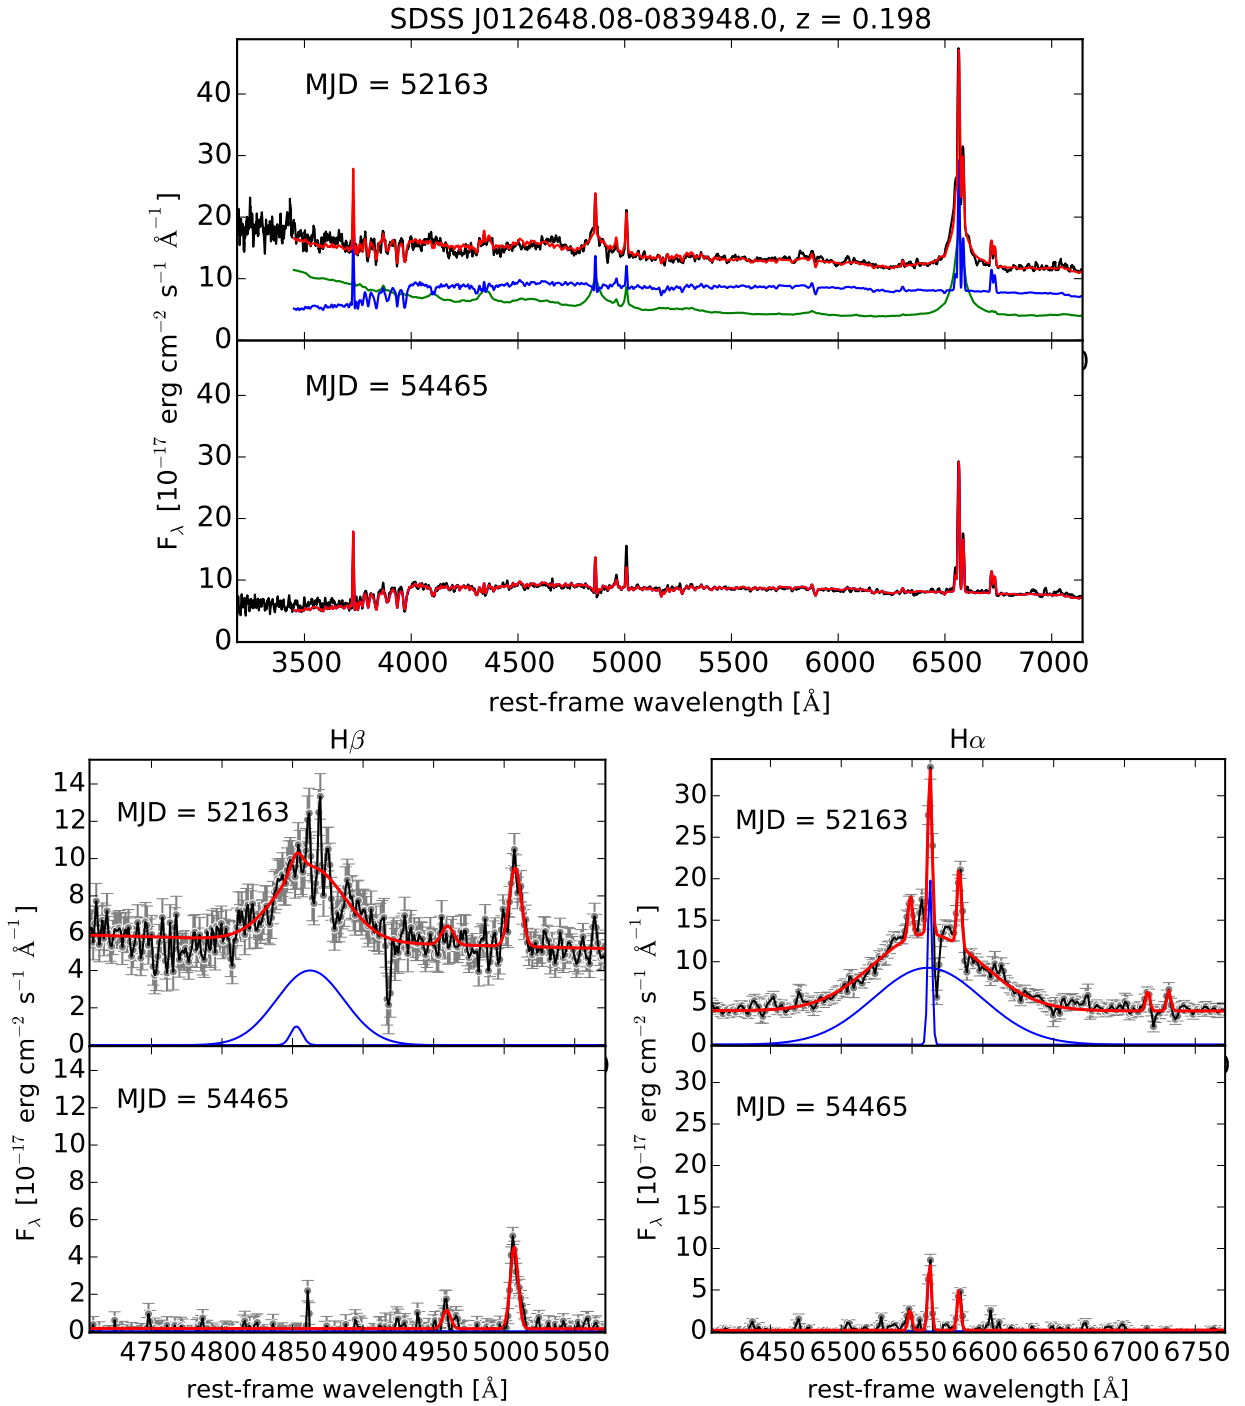 SDSS J012648.08-083948.0, z = 0.198
MJD = 52163
40
30
20
10
0
F_λ [10⁻¹⁷ erg cm⁻² s⁻¹ Å⁻¹]
MJD = 54465
40
30
20
10
0
3500 4000 4500 5000 5500 6000 6500 7000
rest-frame wavelength [Å]
Hβ
MJD = 52163
14
12
10
8
6
4
2
0
F_λ [10⁻¹⁷ erg cm⁻² s⁻¹ Å⁻¹]
MJD = 54465
14
12
10
8
6
4
2
0
4750 4800 4850 4900 4950 5000 5050
rest-frame wavelength [Å]
Hα
MJD = 52163
30
25
20
15
10
5
0
F_λ [10⁻¹⁷ erg cm⁻² s⁻¹ Å⁻¹]
MJD = 54465
30
25
20
15
10
5
0
6450 6500 6550 6600 6650 6700 6750
rest-frame wavelength [Å]